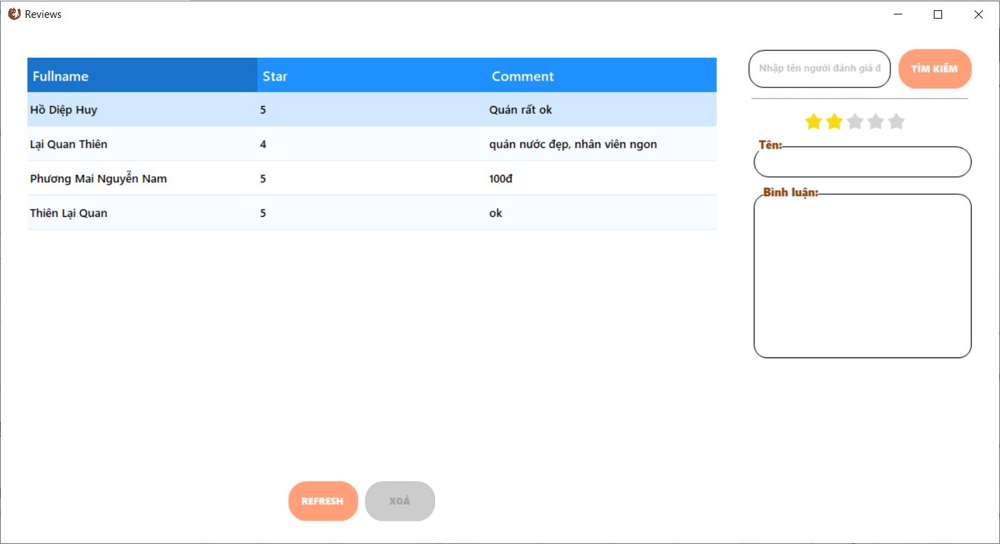 Reviews
Fullname Star Comment
Hồ Diệp Huy 5 Quán rất ok
Lại Quan Thiên 4 quán nước đẹp, nhân viên ngon
Phương Mai Nguyễn Nam 5 100đ
Thiên Lại Quan 5 ok
Nhập tên người đánh giá đ
TÌM KIẾM
Tên:
Bình luận:
REFRESH
XOÁ